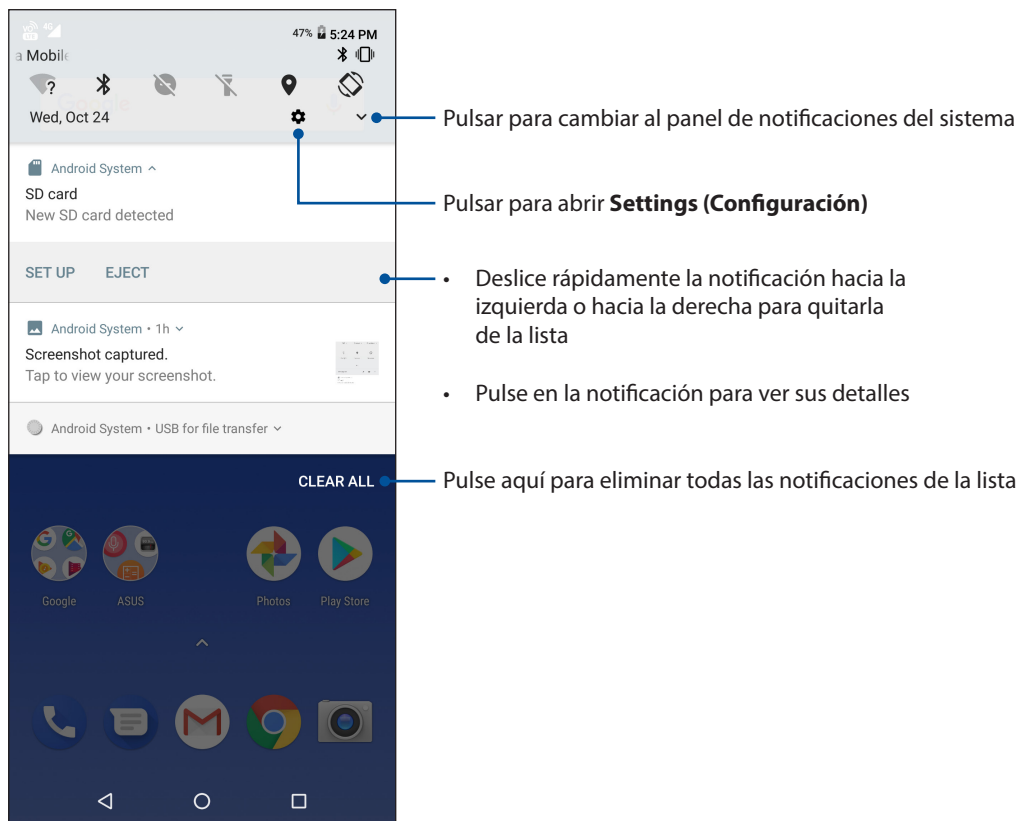 VoLTE 4G 47% 5:24 PM
a Mobile
?
Google
Wed, Oct 24
Pulsar para cambiar al panel de notificaciones del sistema
Android System
SD card
New SD card detected
Pulsar para abrir Settings (Configuración)
SET UP EJECT
• Deslice rápidamente la notificación hacia la
izquierda o hacia la derecha para quitarla
de la lista
Android System • 1h
Screenshot captured.
Tap to view your screenshot.
• Pulse en la notificación para ver sus detalles
Android System • USB for file transfer
CLEAR ALL
Pulse aquí para eliminar todas las notificaciones de la lista
Google ASUS Photos Play Store